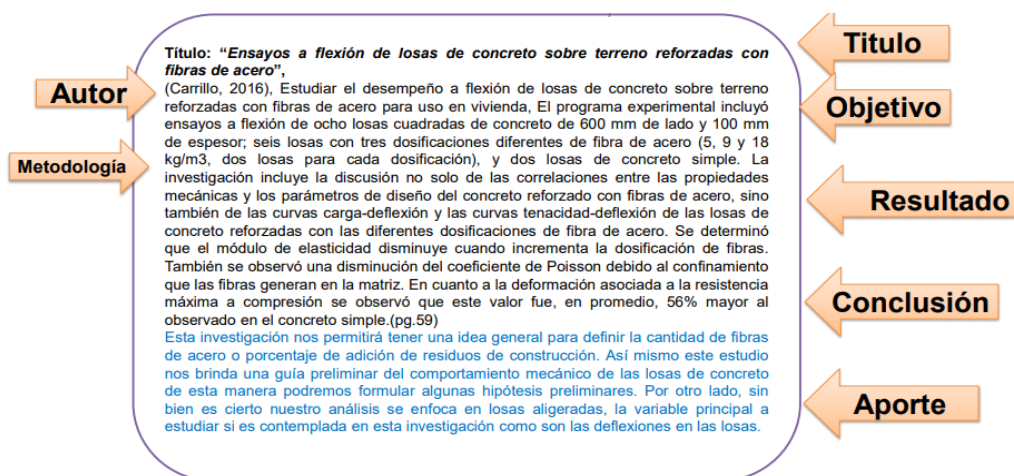 Título: “Ensayos a flexión de losas de concreto sobre terreno reforzadas con
fibras de acero”,
(Carrillo, 2016), Estudiar el desempeño a flexión de losas de concreto sobre terreno
reforzadas con fibras de acero para uso en vivienda, El programa experimental incluyó
ensayos a flexión de ocho losas cuadradas de concreto de 600 mm de lado y 100 mm
de espesor; seis losas con tres dosificaciones diferentes de fibra de acero (5, 9 y 18
kg/m3, dos losas para cada dosificación), y dos losas de concreto simple. La
investigación incluye la discusión no solo de las correlaciones entre las propiedades
mecánicas y los parámetros de diseño del concreto reforzado con fibras de acero, sino
también de las curvas carga-deflexión y las curvas tenacidad-deflexión de las losas de
concreto reforzadas con las diferentes dosificaciones de fibra de acero. Se determinó
que el módulo de elasticidad disminuye cuando incrementa la dosificación de fibras.
También se observó una disminución del coeficiente de Poisson debido al confinamiento
que las fibras generan en la matriz. En cuanto a la deformación asociada a la resistencia
máxima a compresión se observó que este valor fue, en promedio, 56% mayor al
observado en el concreto simple.(pg.59)
Esta investigación nos permitirá tener una idea general para definir la cantidad de fibras
de acero o porcentaje de adición de residuos de construcción. Así mismo este estudio
nos brinda una guía preliminar del comportamiento mecánico de las losas de concreto
de esta manera podremos formular algunas hipótesis preliminares. Por otro lado, sin
bien es cierto nuestro análisis se enfoca en losas aligeradas, la variable principal a
estudiar si es contemplada en esta investigación como son las deflexiones en las losas.
Autor
Metodología
Titulo
Objetivo
Resultado
Conclusión
Aporte